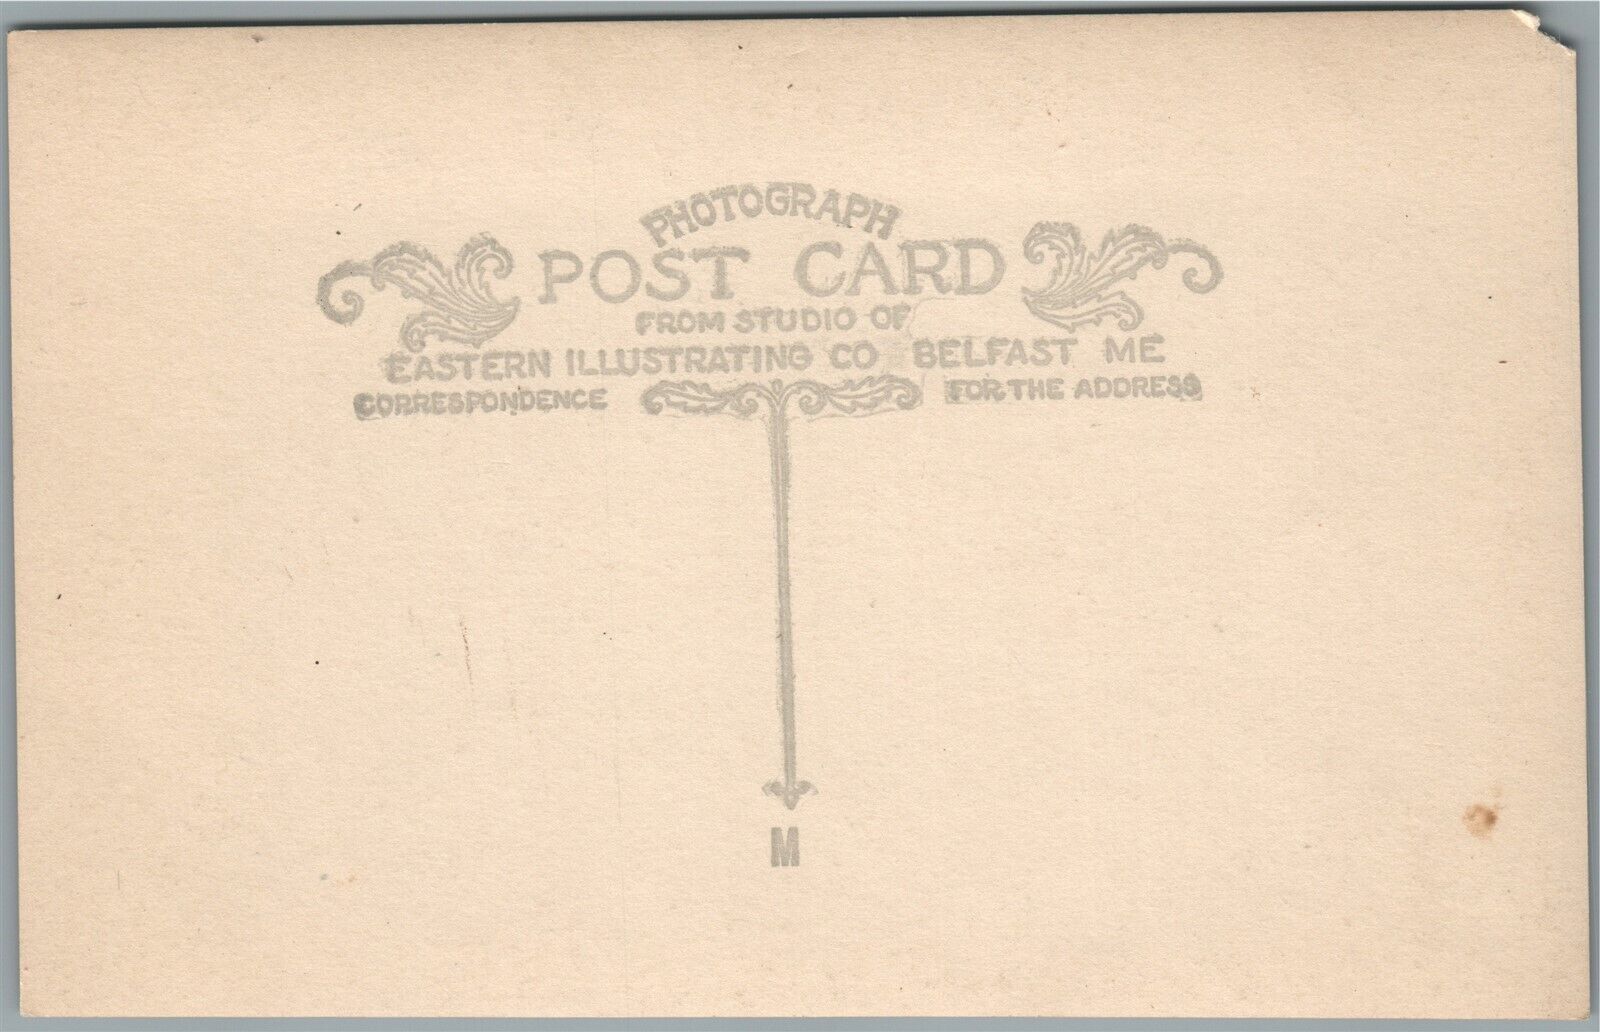 PHOTOGRAPH
POST CARD
FROM STUDIO OF
EASTERN ILLUSTRATING CO BELFAST ME
CORRESPONDENCE FOR THE ADDRESS
M